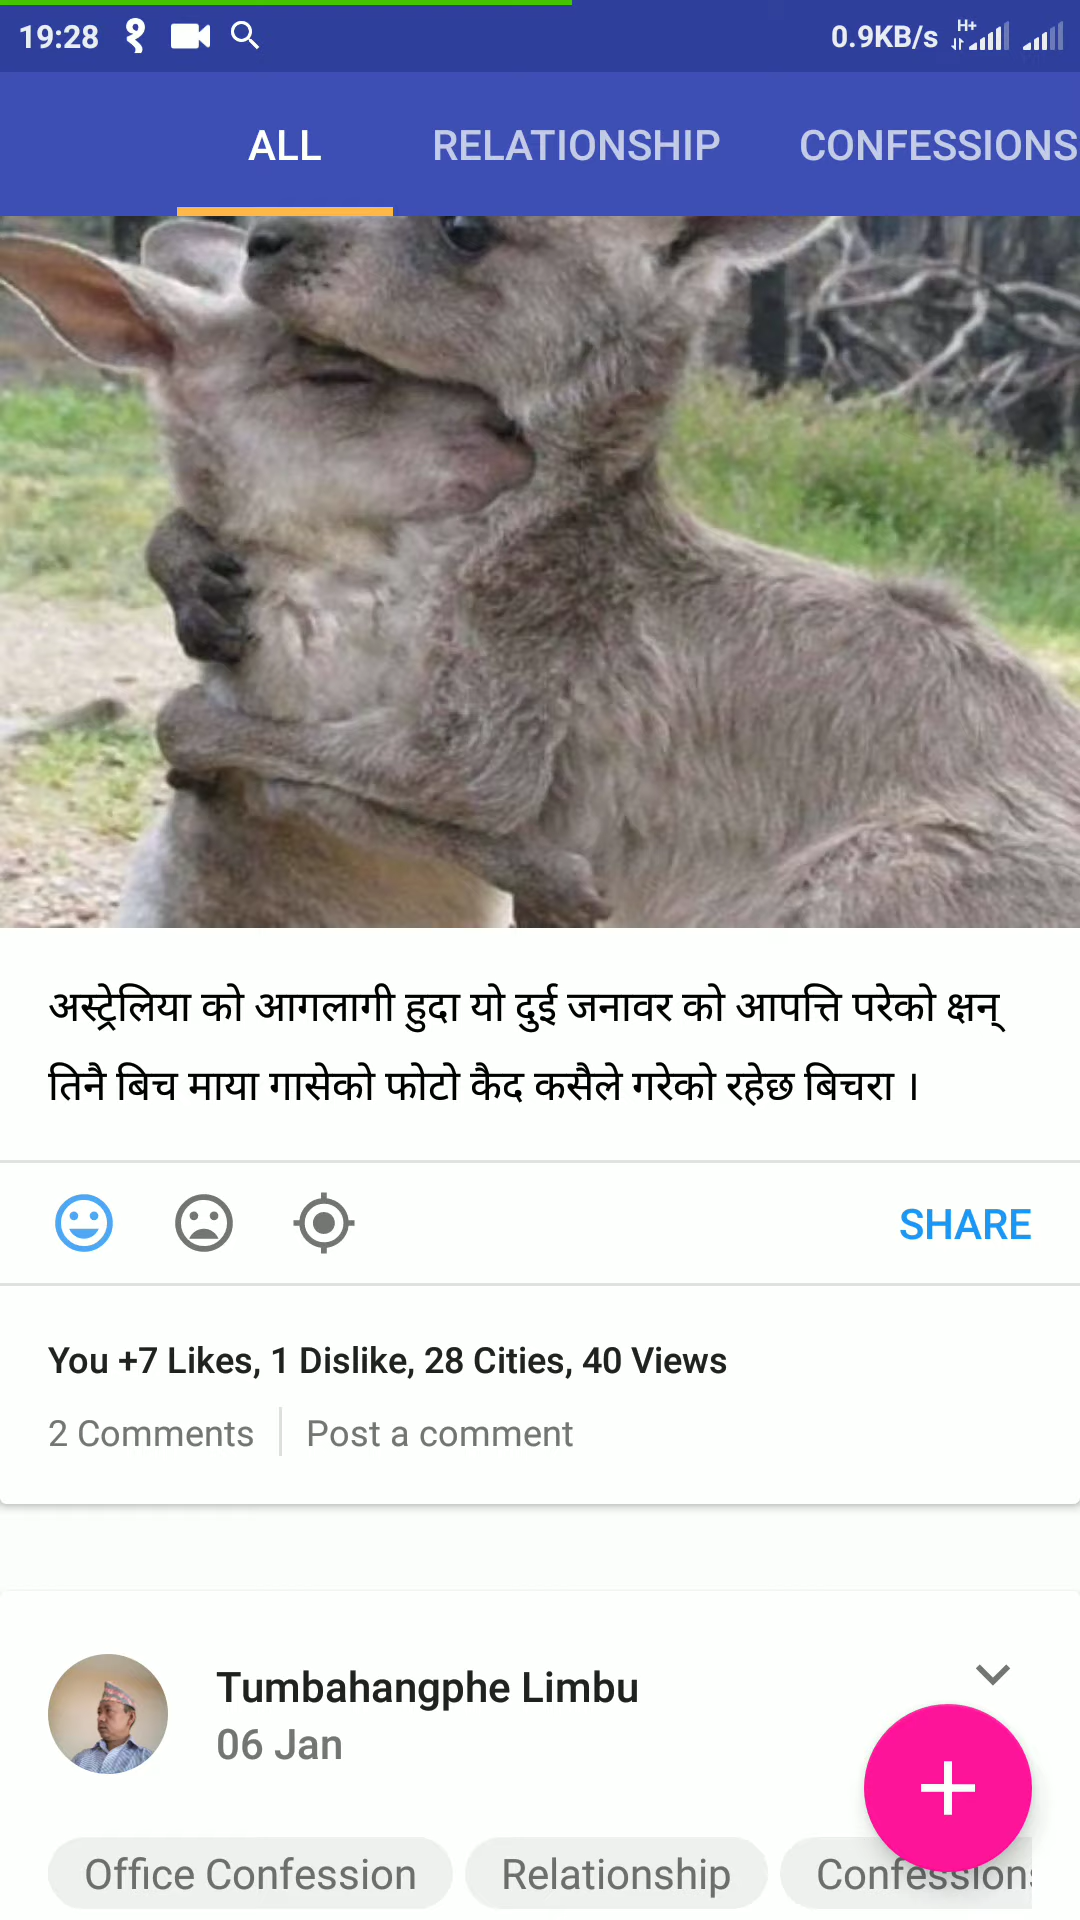 19:28
0.9KB/s H+
ALL RELATIONSHIP CONFESSIONS
अस्ट्रेलिया को आगलागी हुदा यो दुई जनावर को आपत्ति परेको क्षन्
तिनै बिच माया गासेको फोटो कैद कसैले गरेको रहेछ बिचरा ।
SHARE
You +7 Likes, 1 Dislike, 28 Cities, 40 Views
2 Comments Post a comment
Tumbahangphe Limbu
06 Jan
Office Confession Relationship Confessions